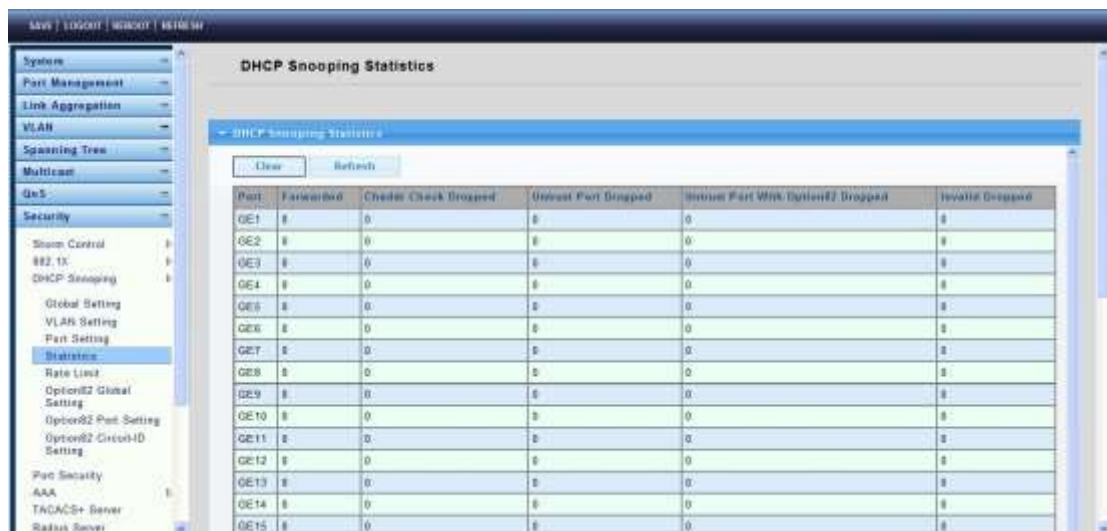 SAVE | LOGOUT | REBOOT | REFRESH
System
Port Management
Link Aggregation
VLAN
Spanning Tree
Multicast
QoS
Security
Storm Control
802.1X
DHCP Snooping
Global Setting
VLAN Setting
Port Setting
Statistics
Rate Limit
Option82 Global
Setting
Option82 Port Setting
Option82 Circuit-ID
Setting
Port Security
AAA
TACACS+ Server
Radius Server
DHCP Snooping Statistics
DHCP Snooping Statistics
Clear Refresh
Port Forwarded Chaddr Check Dropped Untrust Port Dropped Untrust Port With Option82 Dropped Invalid Dropped
GE1 0 0 0 0 0
GE2 0 0 0 0 0
GE3 0 0 0 0 0
GE4 0 0 0 0 0
GE5 0 0 0 0 0
GE6 0 0 0 0 0
GE7 0 0 0 0 0
GE8 0 0 0 0 0
GE9 0 0 0 0 0
GE10 0 0 0 0 0
GE11 0 0 0 0 0
GE12 0 0 0 0 0
GE13 0 0 0 0 0
GE14 0 0 0 0 0
GE15 0 0 0 0 0